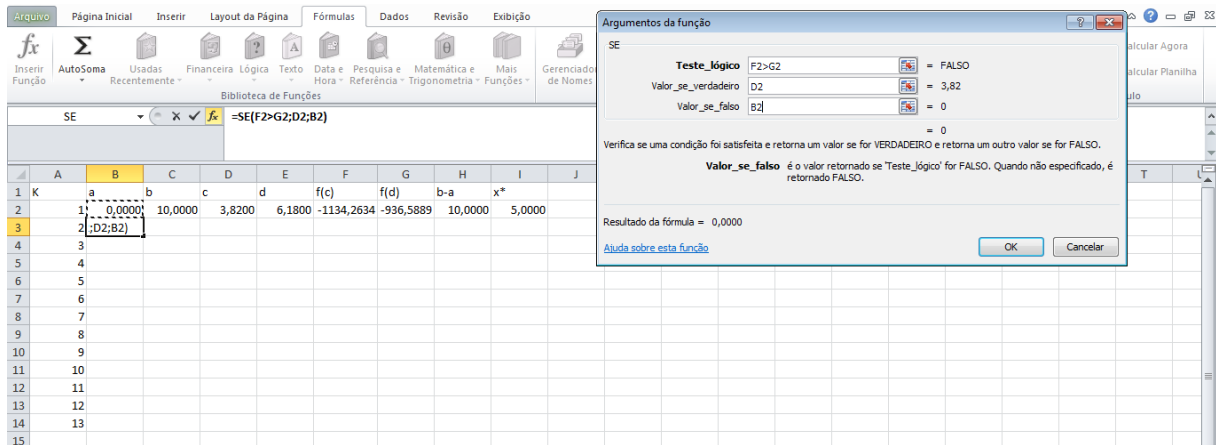 Arquivo Página Inicial Inserir Layout da Página Fórmulas Dados Revisão Exibição
Inserir Função
AutoSoma
Usadas Recentemente
Financeira
Lógica
Texto
Data e Hora
Pesquisa e Referência
Matemática e Trigonometria
Mais Funções
Gerenciador de Nomes
Biblioteca de Funções
alcular Agora
alcular Planilha
ulo
SE fx =SE(F2>G2;D2;B2)
Argumentos da função
SE
Teste_lógico F2>G2 = FALSO
Valor_se_verdadeiro D2 = 3,82
Valor_se_falso B2 = 0
= 0
Verifica se uma condição foi satisfeita e retorna um valor se for VERDADEIRO e retorna um outro valor se for FALSO.
Valor_se_falso é o valor retornado se 'Teste_lógico' for FALSO. Quando não especificado, é
retornado FALSO.
Resultado da fórmula = 0,0000
Ajuda sobre esta função OK Cancelar
A B C D E F G H I J T U
1 K a b c d f(c) f(d) b-a x*
2 1 0,0000 10,0000 3,8200 6,1800 -1134,2634 -936,5889 10,0000 5,0000
3 2 ;D2;B2)
4 3
5 4
6 5
7 6
8 7
9 8
10 9
11 10
12 11
13 12
14 13
15